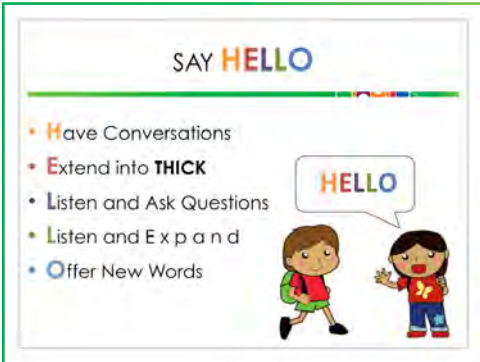 SAY HELLO
• Have Conversations
• Extend into THICK
• Listen and Ask Questions
• Listen and E x p a n d
• Offer New Words
HELLO